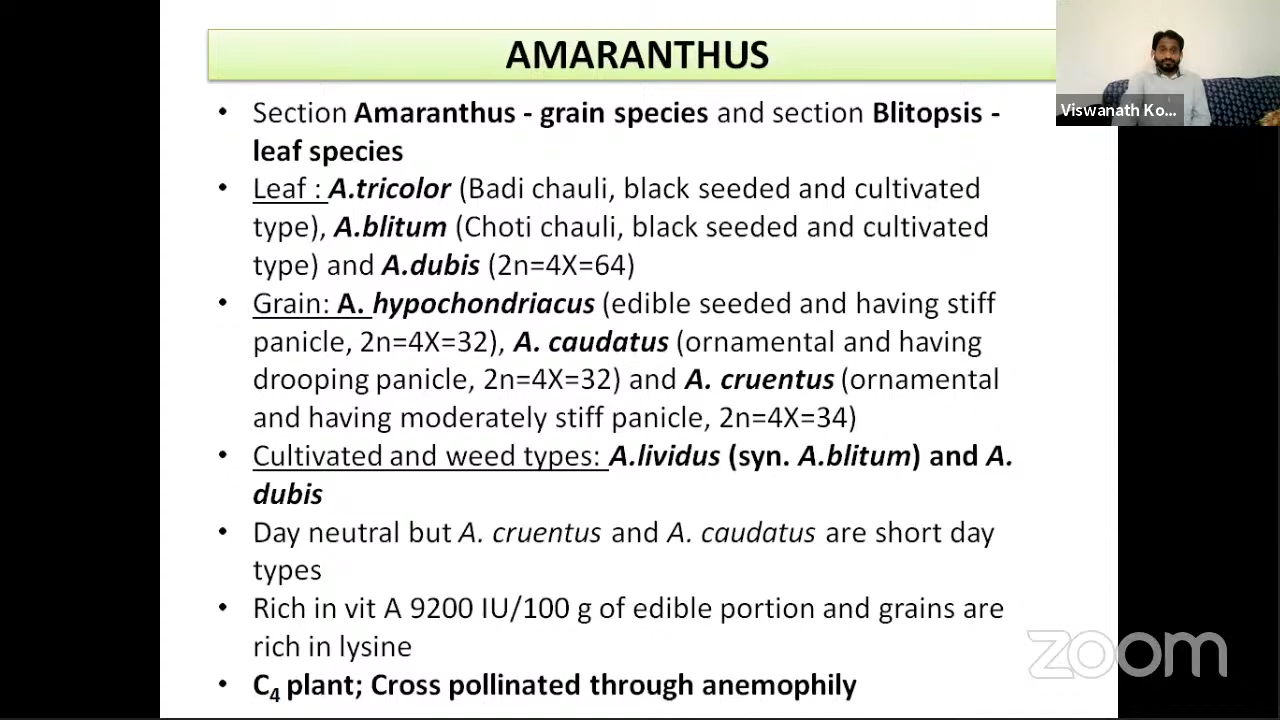 AMARANTHUS
Viswanath Ko...
• Section Amaranthus - grain species and section Blitopsis -
leaf species
• Leaf : A.tricolor (Badi chauli, black seeded and cultivated
type), A.blitum (Choti chauli, black seeded and cultivated
type) and A.dubis (2n=4X=64)
• Grain: A. hypochondriacus (edible seeded and having stiff
panicle, 2n=4X=32), A. caudatus (ornamental and having
drooping panicle, 2n=4X=32) and A. cruentus (ornamental
and having moderately stiff panicle, 2n=4X=34)
• Cultivated and weed types: A.lividus (syn. A.blitum) and A.
dubis
• Day neutral but A. cruentus and A. caudatus are short day
types
• Rich in vit A 9200 IU/100 g of edible portion and grains are
rich in lysine
• C₄ plant; Cross pollinated through anemophily
zoom